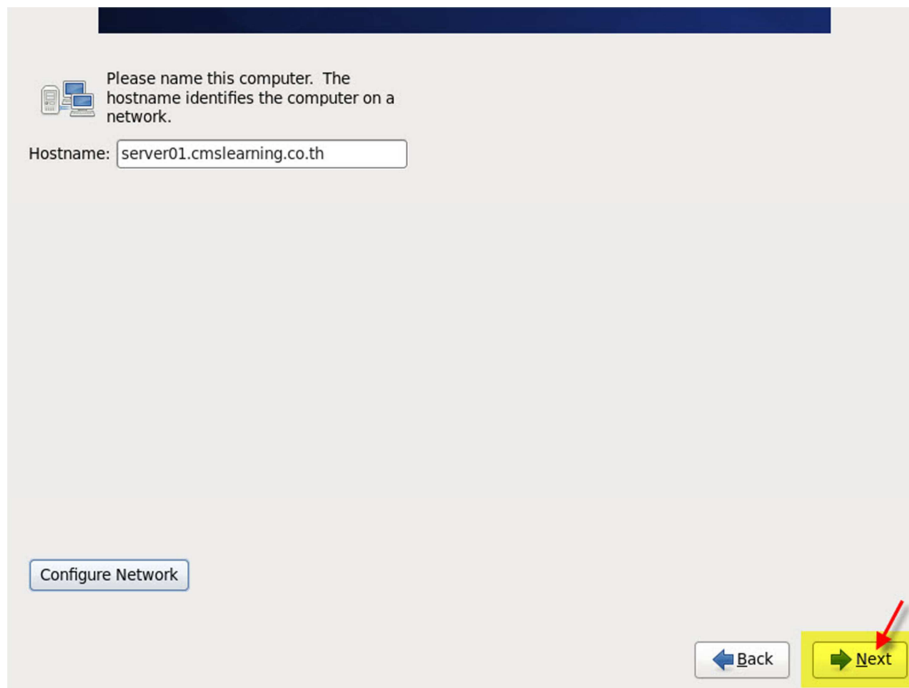 Please name this computer.  The
hostname identifies the computer on a
network.
Hostname: server01.cmslearning.co.th
Configure Network
Back Next